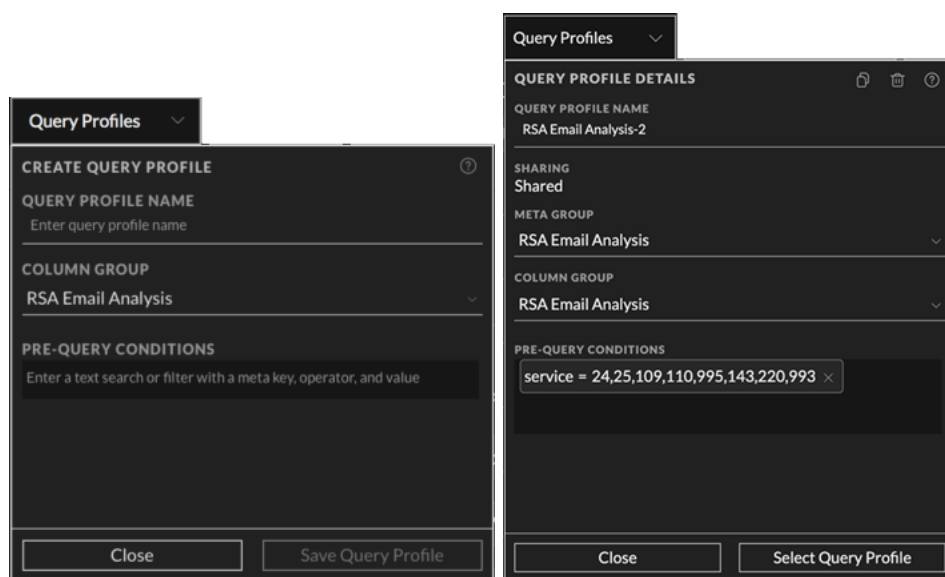 Query Profiles
CREATE QUERY PROFILE
QUERY PROFILE NAME
Enter query profile name
COLUMN GROUP
RSA Email Analysis
PRE-QUERY CONDITIONS
Enter a text search or filter with a meta key, operator, and value
Close
Save Query Profile
Query Profiles
QUERY PROFILE DETAILS
QUERY PROFILE NAME
RSA Email Analysis-2
SHARING
Shared
META GROUP
RSA Email Analysis
COLUMN GROUP
RSA Email Analysis
PRE-QUERY CONDITIONS
service = 24,25,109,110,995,143,220,993
Close
Select Query Profile